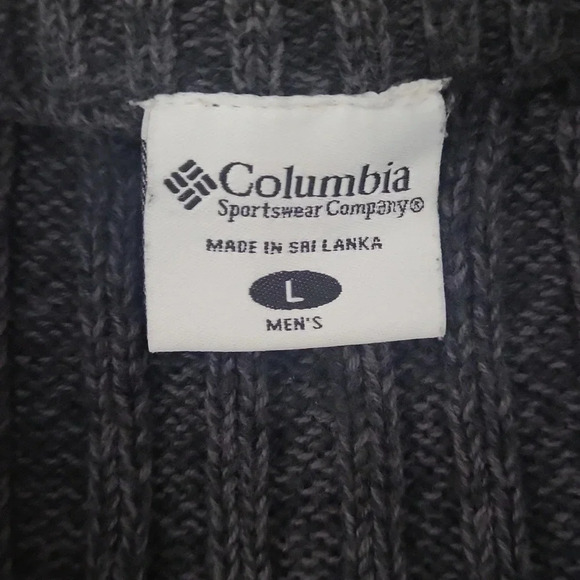 Columbia
Sportswear Company®
MADE IN SRI LANKA
L
MEN'S